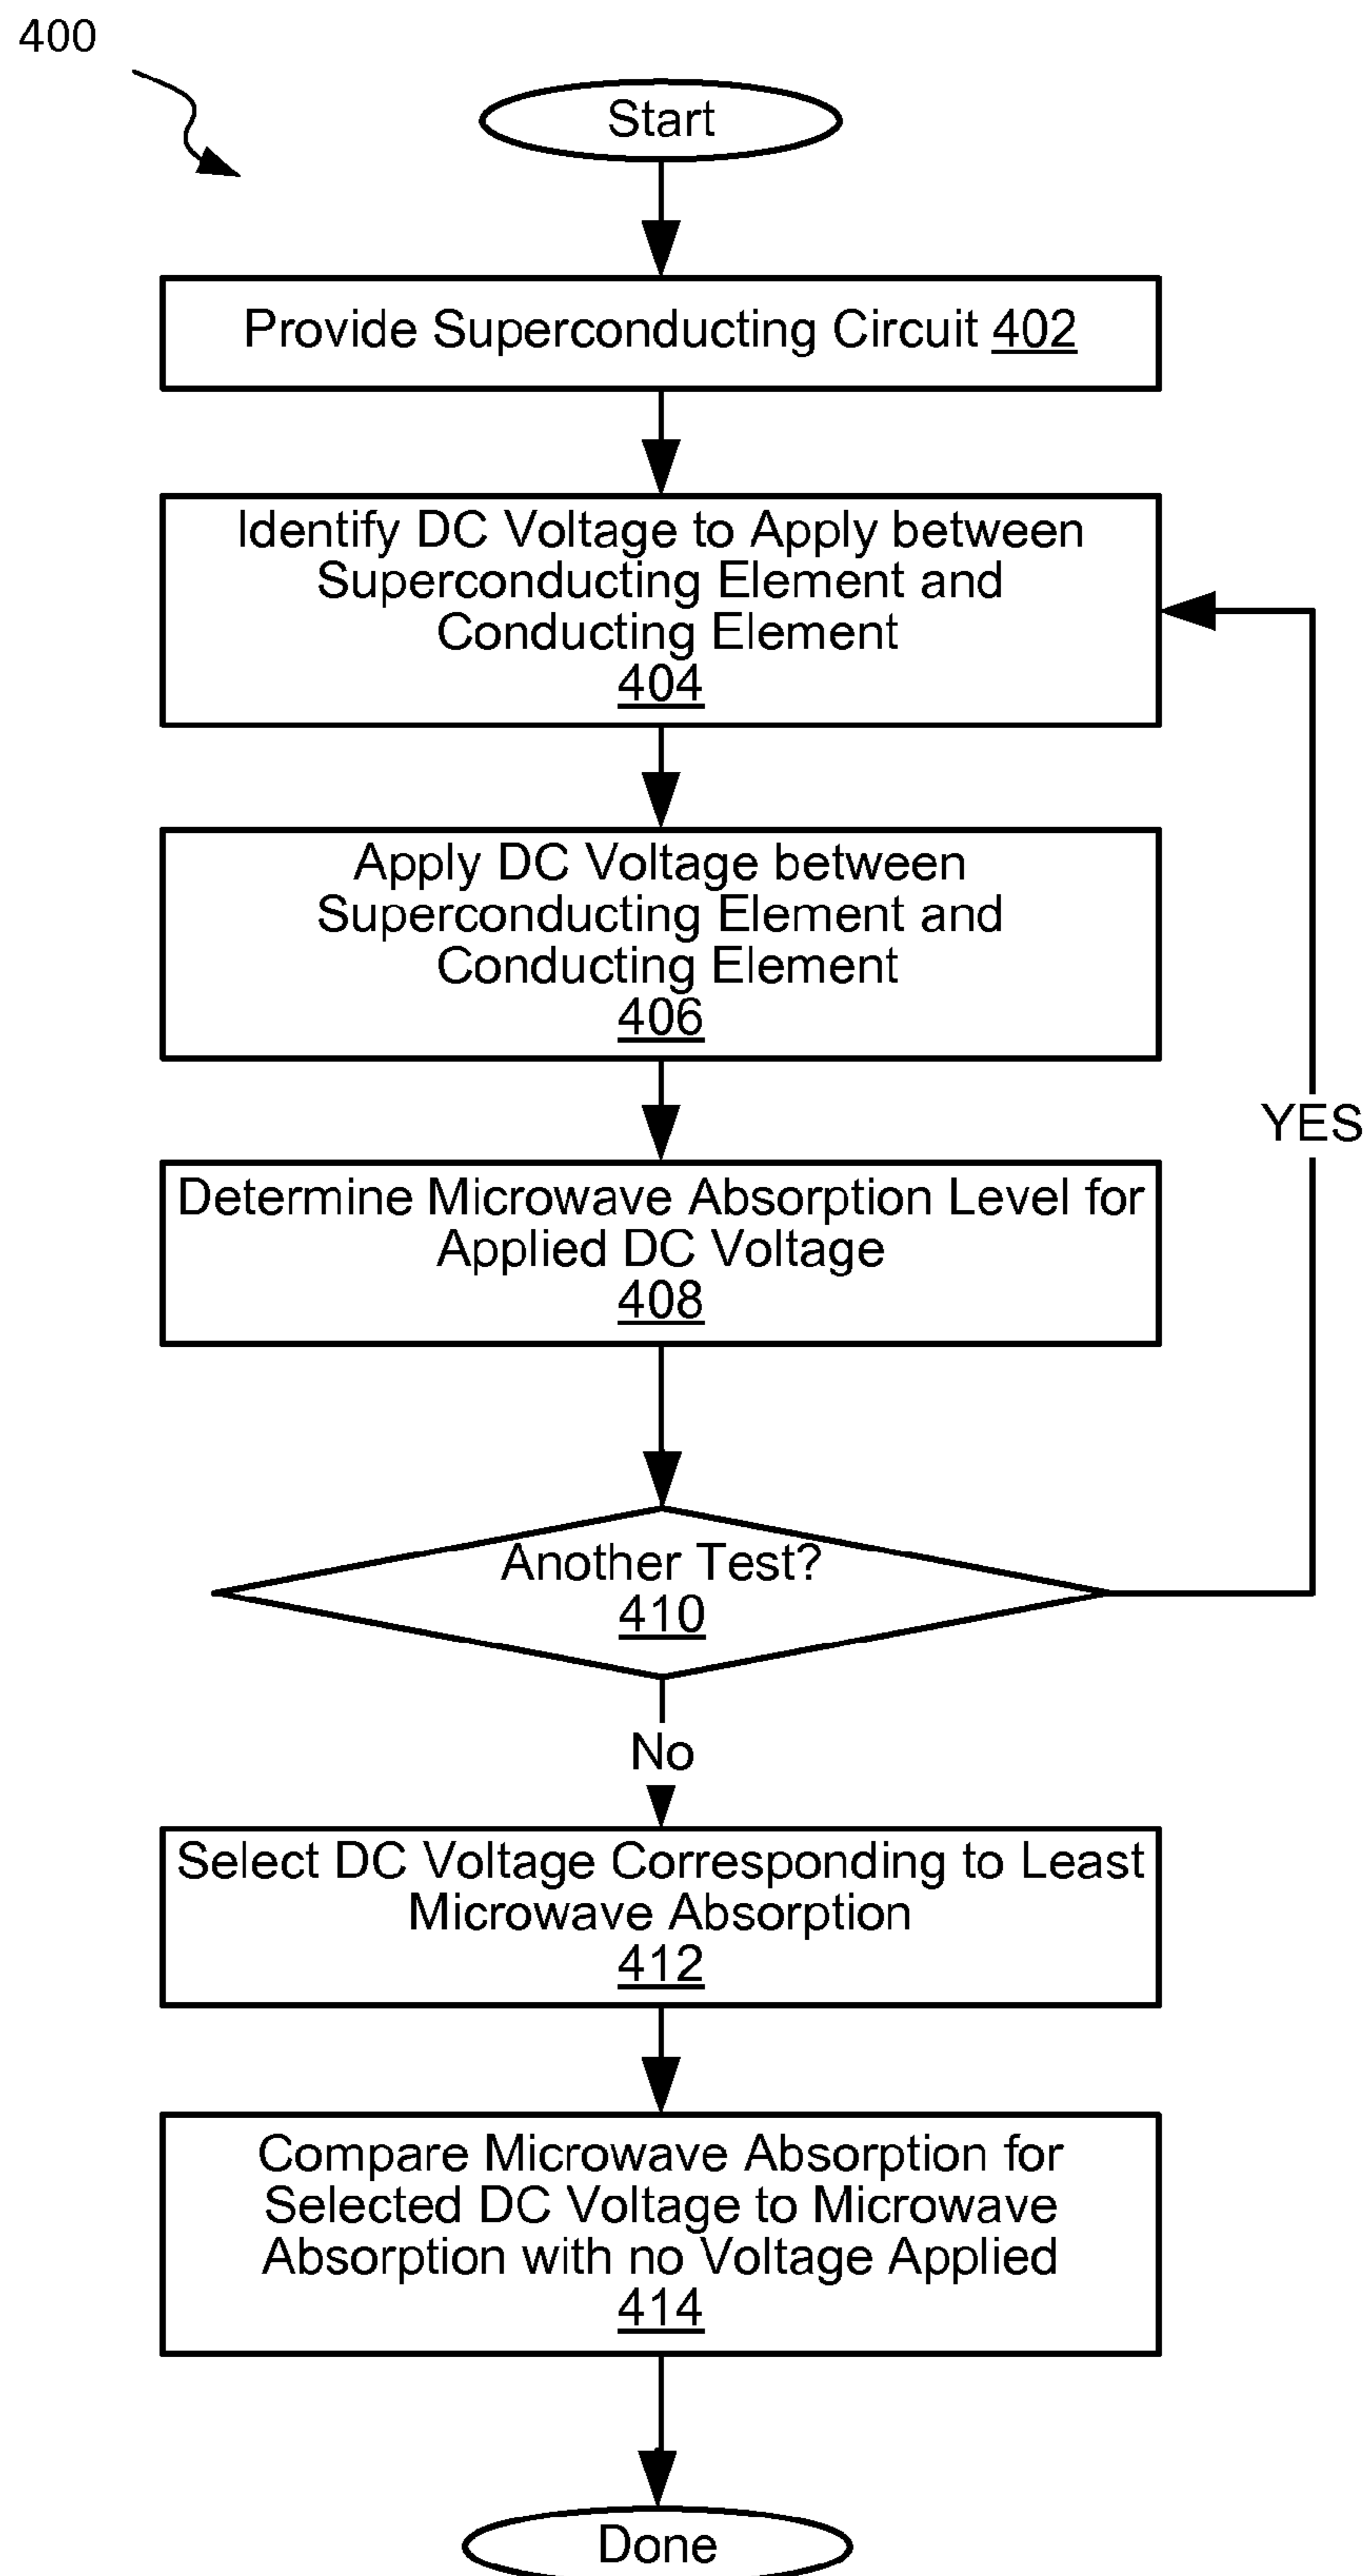 400
Start
Provide Superconducting Circuit 402
Identify DC Voltage to Apply between
Superconducting Element and
Conducting Element
404
Apply DC Voltage between
Superconducting Element and
Conducting Element
406
YES
Determine Microwave Absorption Level for
Applied DC Voltage
408
Another Test?
410
No
Select DC Voltage Corresponding to Least
Microwave Absorption
412
Compare Microwave Absorption for
Selected DC Voltage to Microwave
Absorption with no Voltage Applied
414
Done